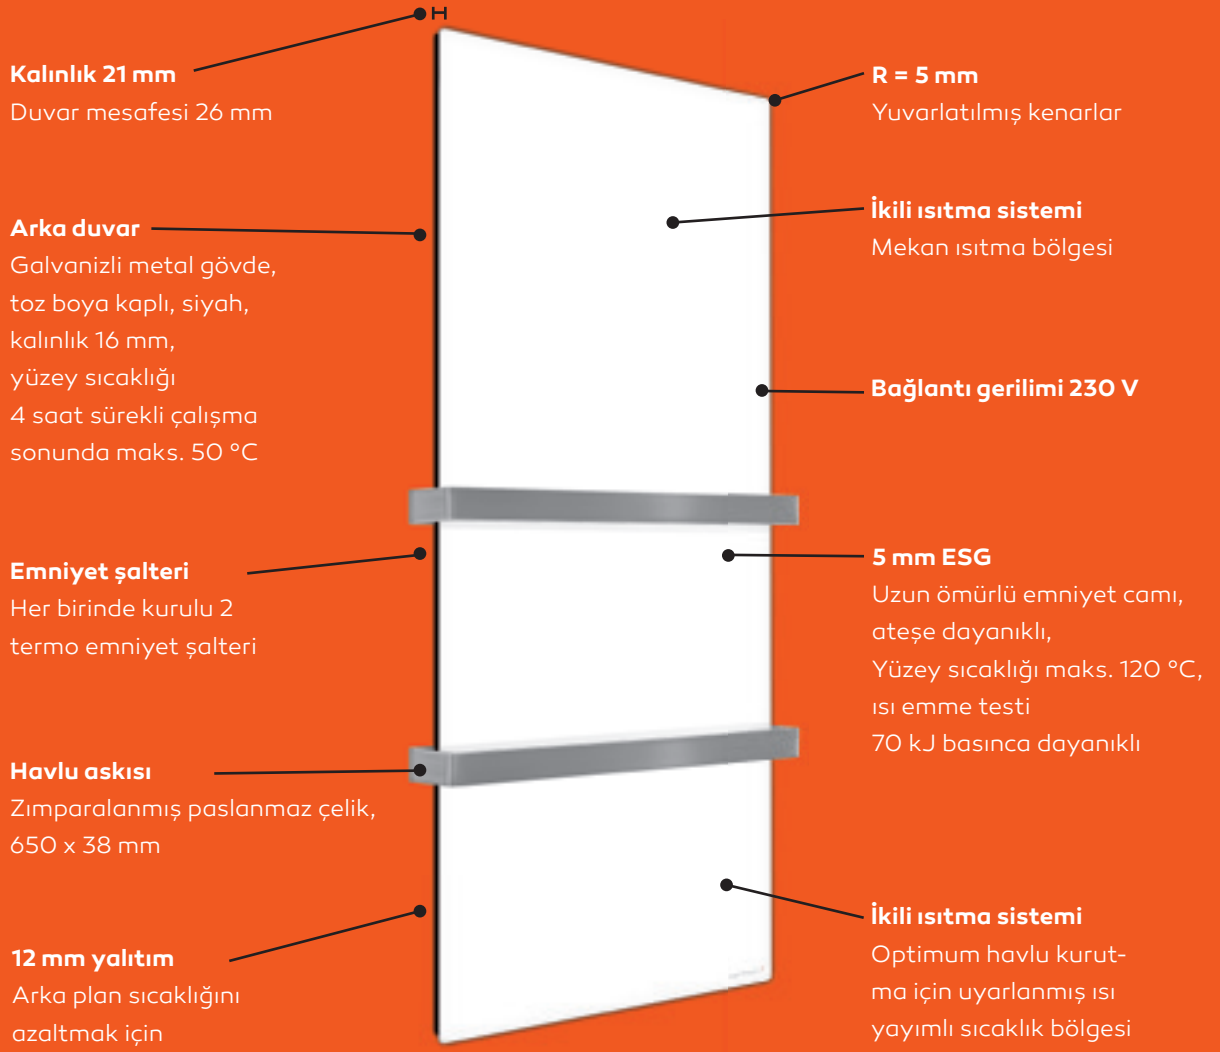 Kalınlık 21 mm
Duvar mesafesi 26 mm
Arka duvar
Galvanizli metal gövde,
toz boya kaplı, siyah,
kalınlık 16 mm,
yüzey sıcaklığı
4 saat sürekli çalışma
sonunda maks. 50 °C
Emniyet şalteri
Her birinde kurulu 2
termo emniyet şalteri
Havlu askısı
Zımparalanmış paslanmaz çelik,
650 x 38 mm
12 mm yalıtım
Arka plan sıcaklığını
azaltmak için
R = 5 mm
Yuvarlatılmış kenarlar
İkili ısıtma sistemi
Mekan ısıtma bölgesi
Bağlantı gerilimi 230 V
5 mm ESG
Uzun ömürlü emniyet camı,
ateşe dayanıklı,
Yüzey sıcaklığı maks. 120 °C,
ısı emme testi
70 kJ basınca dayanıklı
İkili ısıtma sistemi
Optimum havlu kurut-
ma için uyarlanmış ısı
yayımlı sıcaklık bölgesi